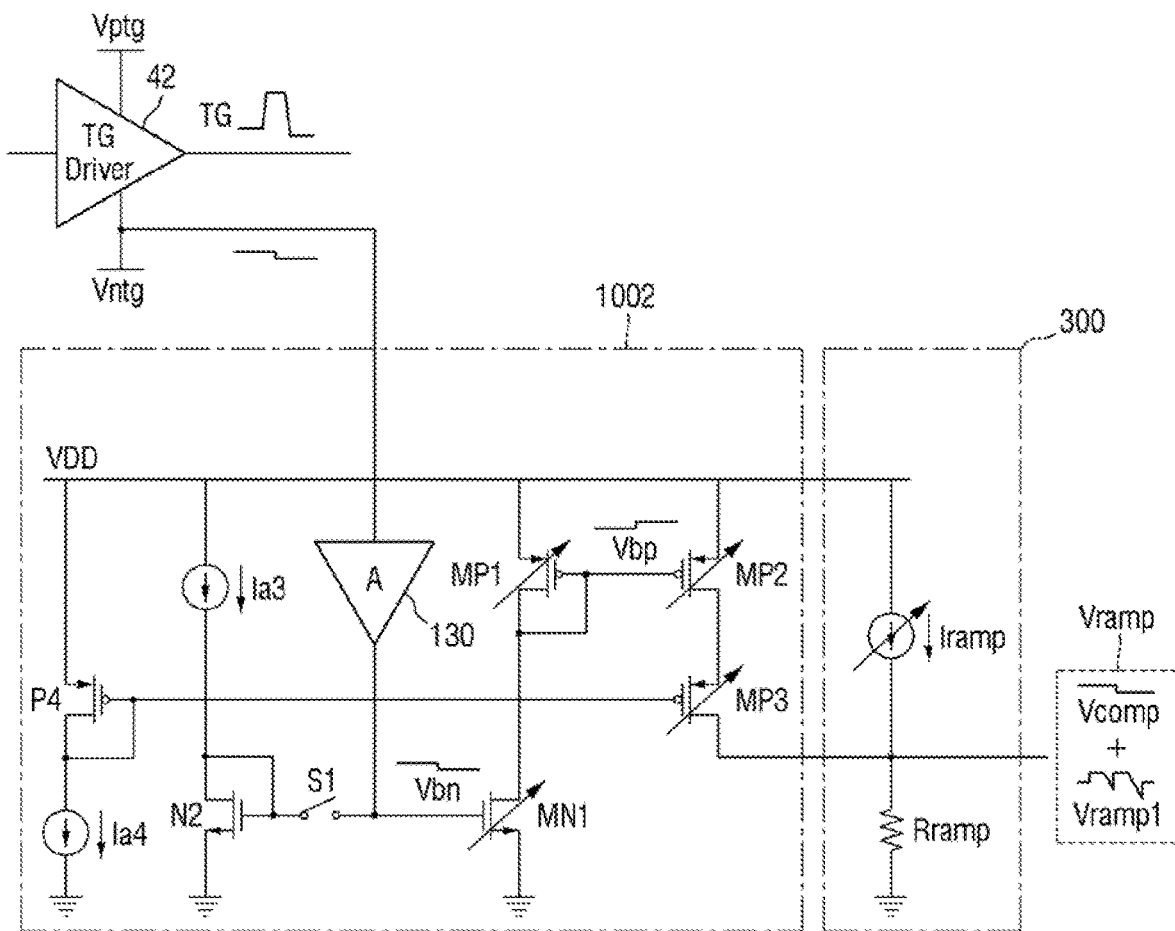 Vptg
42
TG
Driver
TG
Vntg
1002
300
VDD
Ia3
A
130
MP1
Vbp
MP2
Iramp
Vramp
P4
MP3
Vcomp
+
Vramp1
S1
Vbn
N2
MN1
Ia4
Rramp